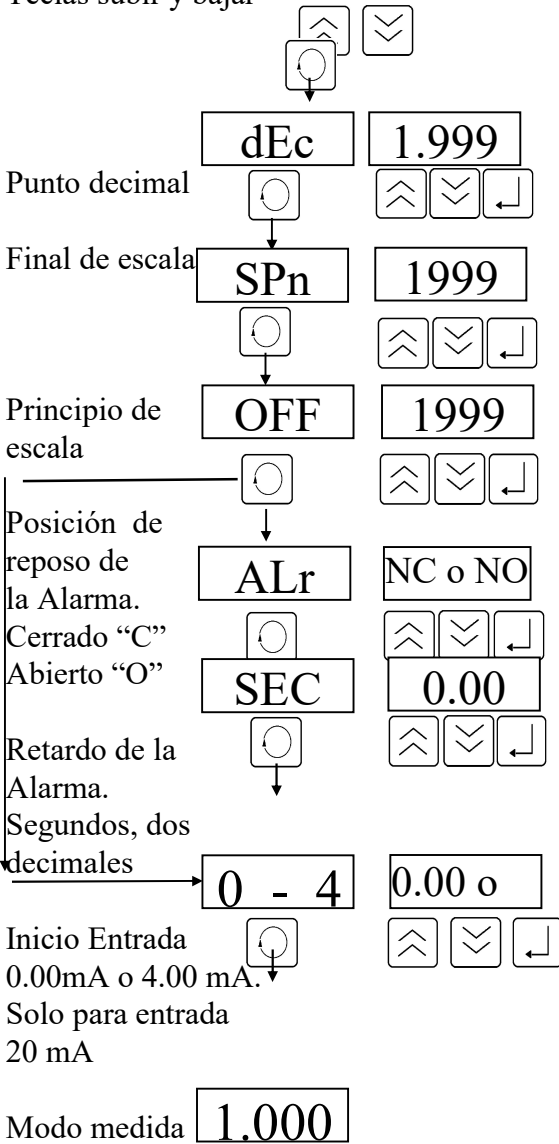 Teclas subir y bajar
dEc 1.999
Punto decimal
Final de escala
SPn 1999
OFF 1999
Principio de
escala
Posición de
reposo de
la Alarma.
Cerrado “C”
Abierto “O”
ALr NC o NO
SEC 0.00
Retardo de la
Alarma.
Segundos, dos
decimales
0 - 4 0.00 o
Inicio Entrada
0.00mA o 4.00 mA.
Solo para entrada
20 mA
Modo medida 1.000